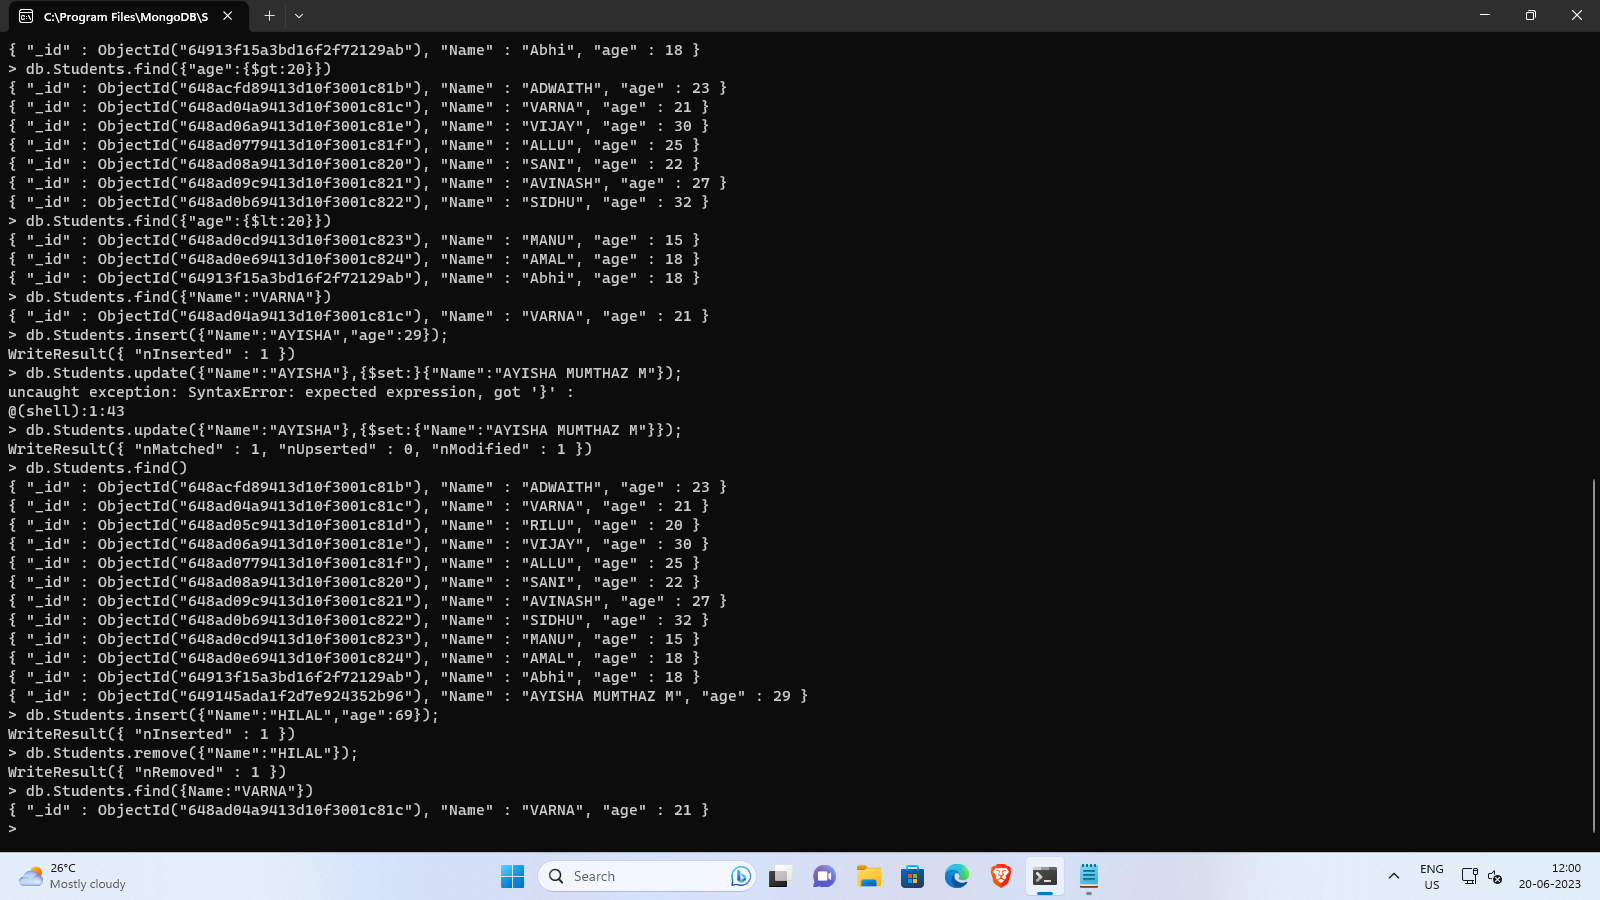 C:\Program Files\MongoDB\S
{ "_id" : ObjectId("64913f15a3bd16f2f72129ab"), "Name" : "Abhi", "age" : 18 }
> db.Students.find({"age":{$gt:20}})
{ "_id" : ObjectId("648acfd89413d10f3001c81b"), "Name" : "ADWAITH", "age" : 23 }
{ "_id" : ObjectId("648ad04a9413d10f3001c81c"), "Name" : "VARNA", "age" : 21 }
{ "_id" : ObjectId("648ad06a9413d10f3001c81e"), "Name" : "VIJAY", "age" : 30 }
{ "_id" : ObjectId("648ad0779413d10f3001c81f"), "Name" : "ALLU", "age" : 25 }
{ "_id" : ObjectId("648ad08a9413d10f3001c820"), "Name" : "SANI", "age" : 22 }
{ "_id" : ObjectId("648ad09c9413d10f3001c821"), "Name" : "AVINASH", "age" : 27 }
{ "_id" : ObjectId("648ad0b69413d10f3001c822"), "Name" : "SIDHU", "age" : 32 }
> db.Students.find({"age":{$lt:20}})
{ "_id" : ObjectId("648ad0cd9413d10f3001c823"), "Name" : "MANU", "age" : 15 }
{ "_id" : ObjectId("648ad0e69413d10f3001c824"), "Name" : "AMAL", "age" : 18 }
{ "_id" : ObjectId("64913f15a3bd16f2f72129ab"), "Name" : "Abhi", "age" : 18 }
> db.Students.find({"Name":"VARNA"})
{ "_id" : ObjectId("648ad04a9413d10f3001c81c"), "Name" : "VARNA", "age" : 21 }
> db.Students.insert({"Name":"AYISHA","age":29});
WriteResult({ "nInserted" : 1 })
> db.Students.update({"Name":"AYISHA"},{$set:}{"Name":"AYISHA MUMTHAZ M"});
uncaught exception: SyntaxError: expected expression, got '}' :
@(shell):1:43
> db.Students.update({"Name":"AYISHA"},{$set:{"Name":"AYISHA MUMTHAZ M"}});
WriteResult({ "nMatched" : 1, "nUpserted" : 0, "nModified" : 1 })
> db.Students.find()
{ "_id" : ObjectId("648acfd89413d10f3001c81b"), "Name" : "ADWAITH", "age" : 23 }
{ "_id" : ObjectId("648ad04a9413d10f3001c81c"), "Name" : "VARNA", "age" : 21 }
{ "_id" : ObjectId("648ad05c9413d10f3001c81d"), "Name" : "RILU", "age" : 20 }
{ "_id" : ObjectId("648ad06a9413d10f3001c81e"), "Name" : "VIJAY", "age" : 30 }
{ "_id" : ObjectId("648ad0779413d10f3001c81f"), "Name" : "ALLU", "age" : 25 }
{ "_id" : ObjectId("648ad08a9413d10f3001c820"), "Name" : "SANI", "age" : 22 }
{ "_id" : ObjectId("648ad09c9413d10f3001c821"), "Name" : "AVINASH", "age" : 27 }
{ "_id" : ObjectId("648ad0b69413d10f3001c822"), "Name" : "SIDHU", "age" : 32 }
{ "_id" : ObjectId("648ad0cd9413d10f3001c823"), "Name" : "MANU", "age" : 15 }
{ "_id" : ObjectId("648ad0e69413d10f3001c824"), "Name" : "AMAL", "age" : 18 }
{ "_id" : ObjectId("64913f15a3bd16f2f72129ab"), "Name" : "Abhi", "age" : 18 }
{ "_id" : ObjectId("649145ada1f2d7e924352b96"), "Name" : "AYISHA MUMTHAZ M", "age" : 29 }
> db.Students.insert({"Name":"HILAL","age":69});
WriteResult({ "nInserted" : 1 })
> db.Students.remove({"Name":"HILAL"});
WriteResult({ "nRemoved" : 1 })
> db.Students.find({Name:"VARNA"})
{ "_id" : ObjectId("648ad04a9413d10f3001c81c"), "Name" : "VARNA", "age" : 21 }
>
26°C
Mostly cloudy
Search
ENG
US
12:00
20-06-2023